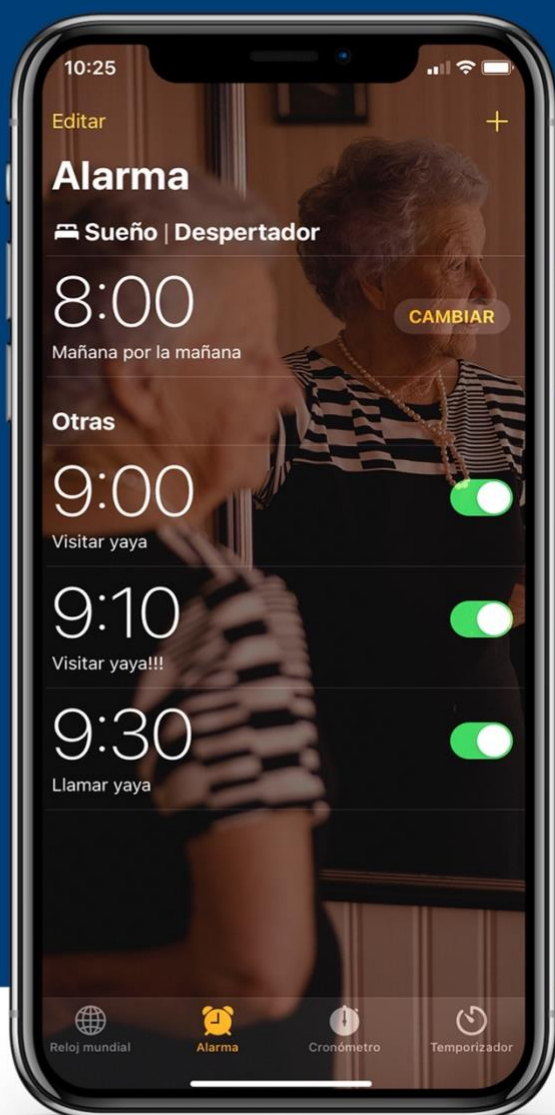 10:25
Editar
Alarma
Sueño | Despertador
8:00
CAMBIAR
Mañana por la mañana
Otras
9:00
Visitar yaya
9:10
Visitar yaya!!!
9:30
Llamar yaya
Reloj mundial Alarma Cronómetro Temporizador